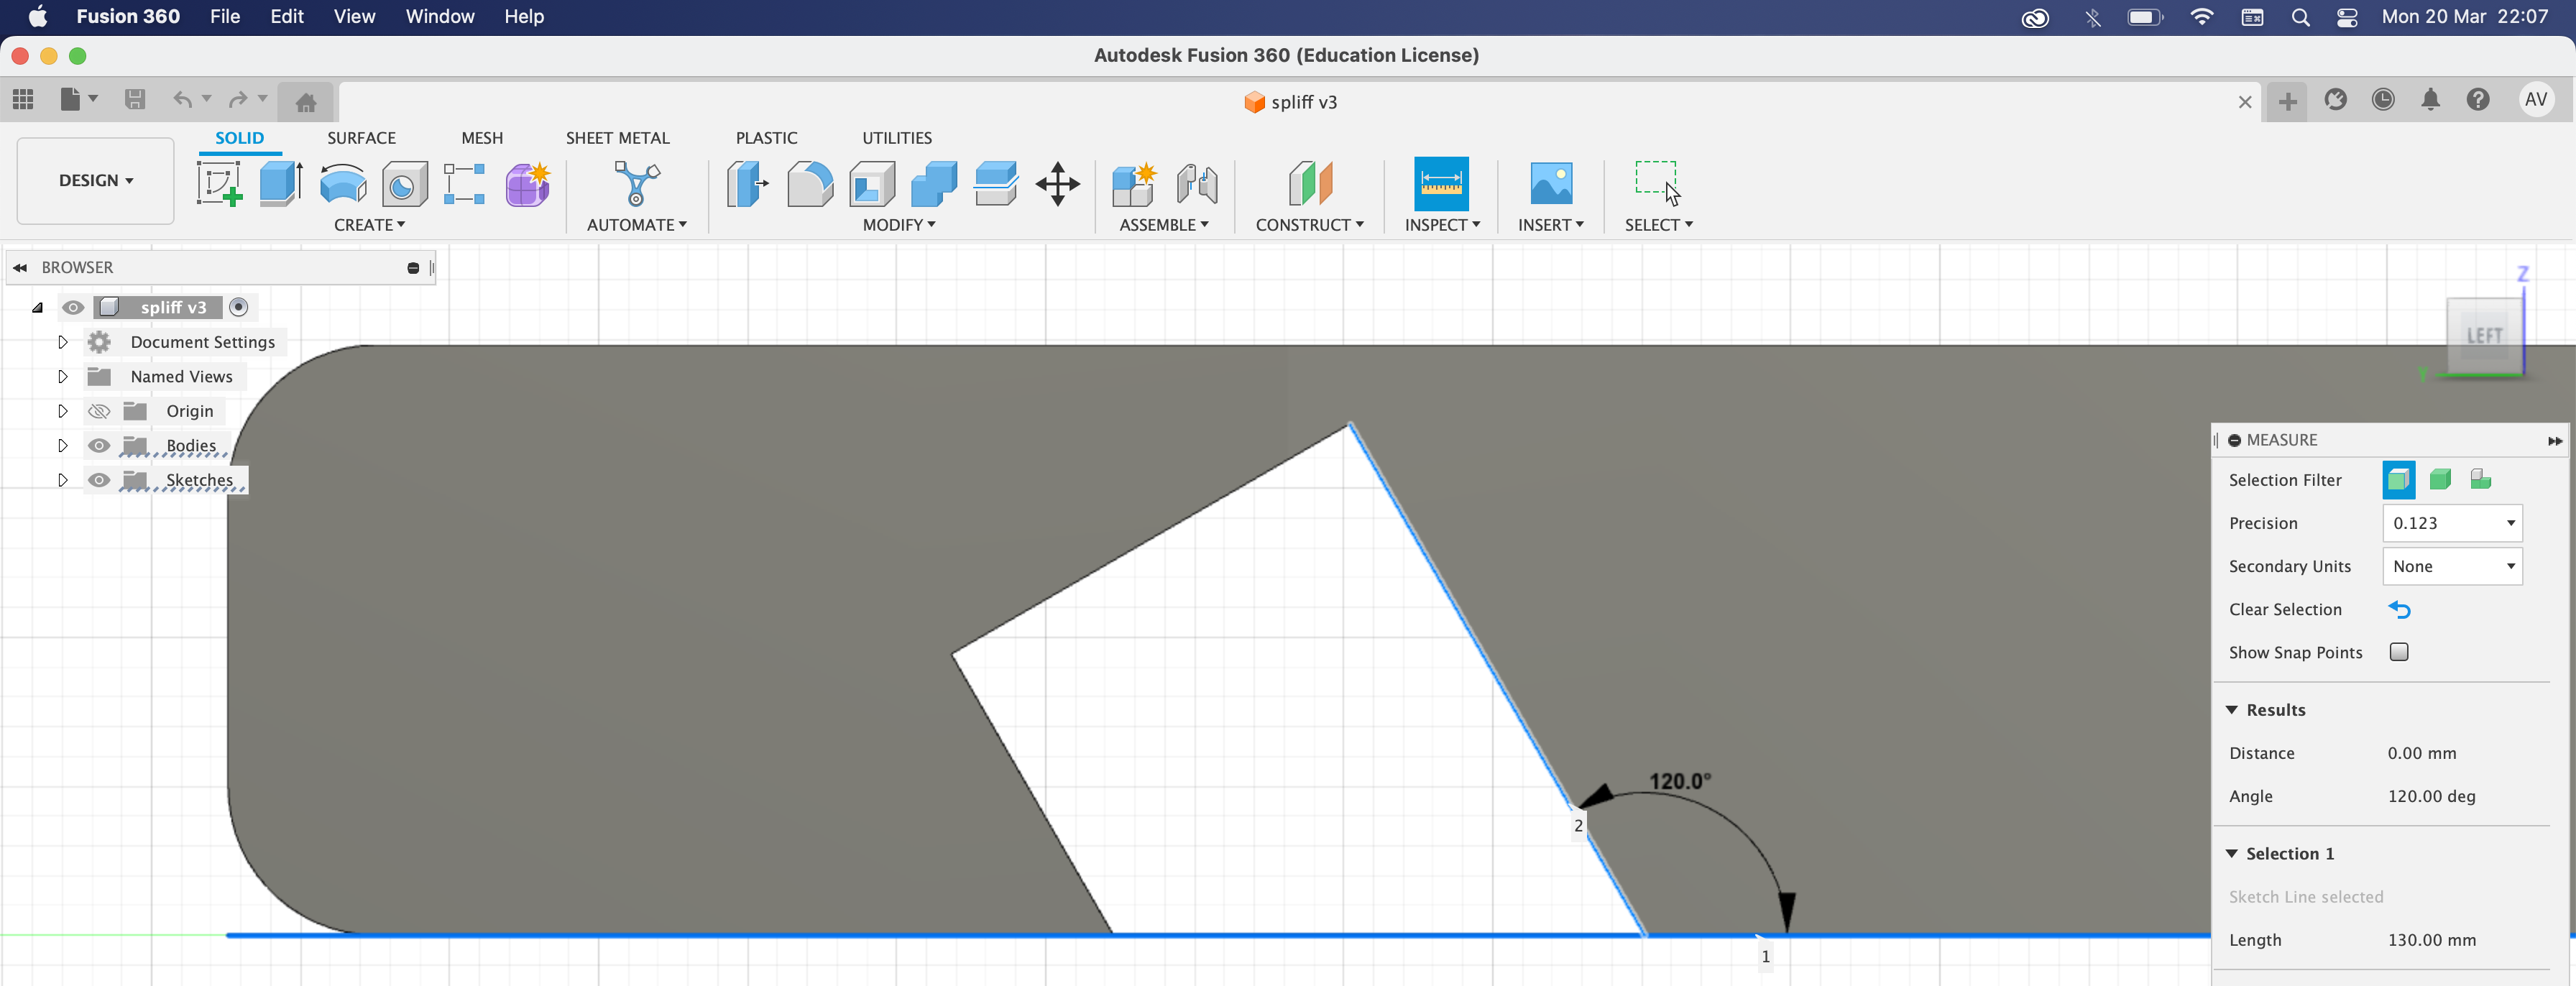 Fusion 360 File Edit View Window Help Mon 20 Mar 22:07
Autodesk Fusion 360 (Education License)
spliff v3 AV
SOLID SURFACE MESH SHEET METAL PLASTIC UTILITIES
DESIGN
CREATE AUTOMATE MODIFY ASSEMBLE CONSTRUCT INSPECT INSERT SELECT
BROWSER
spliff v3
Document Settings
Named Views
Origin
Bodies
Sketches
Z
LEFT
Y
MEASURE
Selection Filter
Precision 0.123
Secondary Units None
Clear Selection
Show Snap Points
Results
Distance 0.00 mm
Angle 120.00 deg
Selection 1
Sketch Line selected
Length 130.00 mm
120.0°
2
1